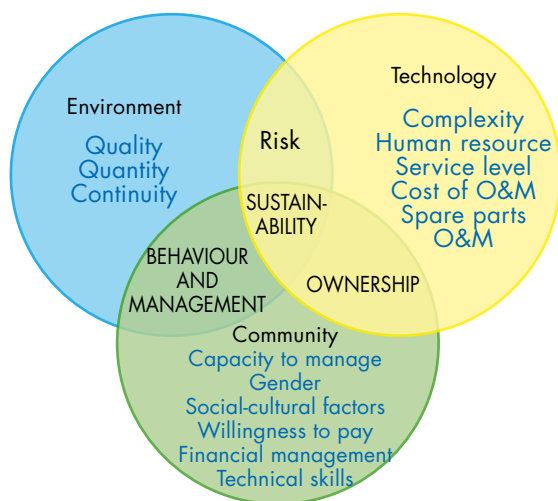 Environment
Quality
Quantity
Continuity
Risk
Technology
Complexity
Human resource
Service level
Cost of O&M
Spare parts
O&M
SUSTAIN-
ABILITY
BEHAVIOUR
AND
MANAGEMENT
OWNERSHIP
Community
Capacity to manage
Gender
Social-cultural factors
Willingness to pay
Financial management
Technical skills